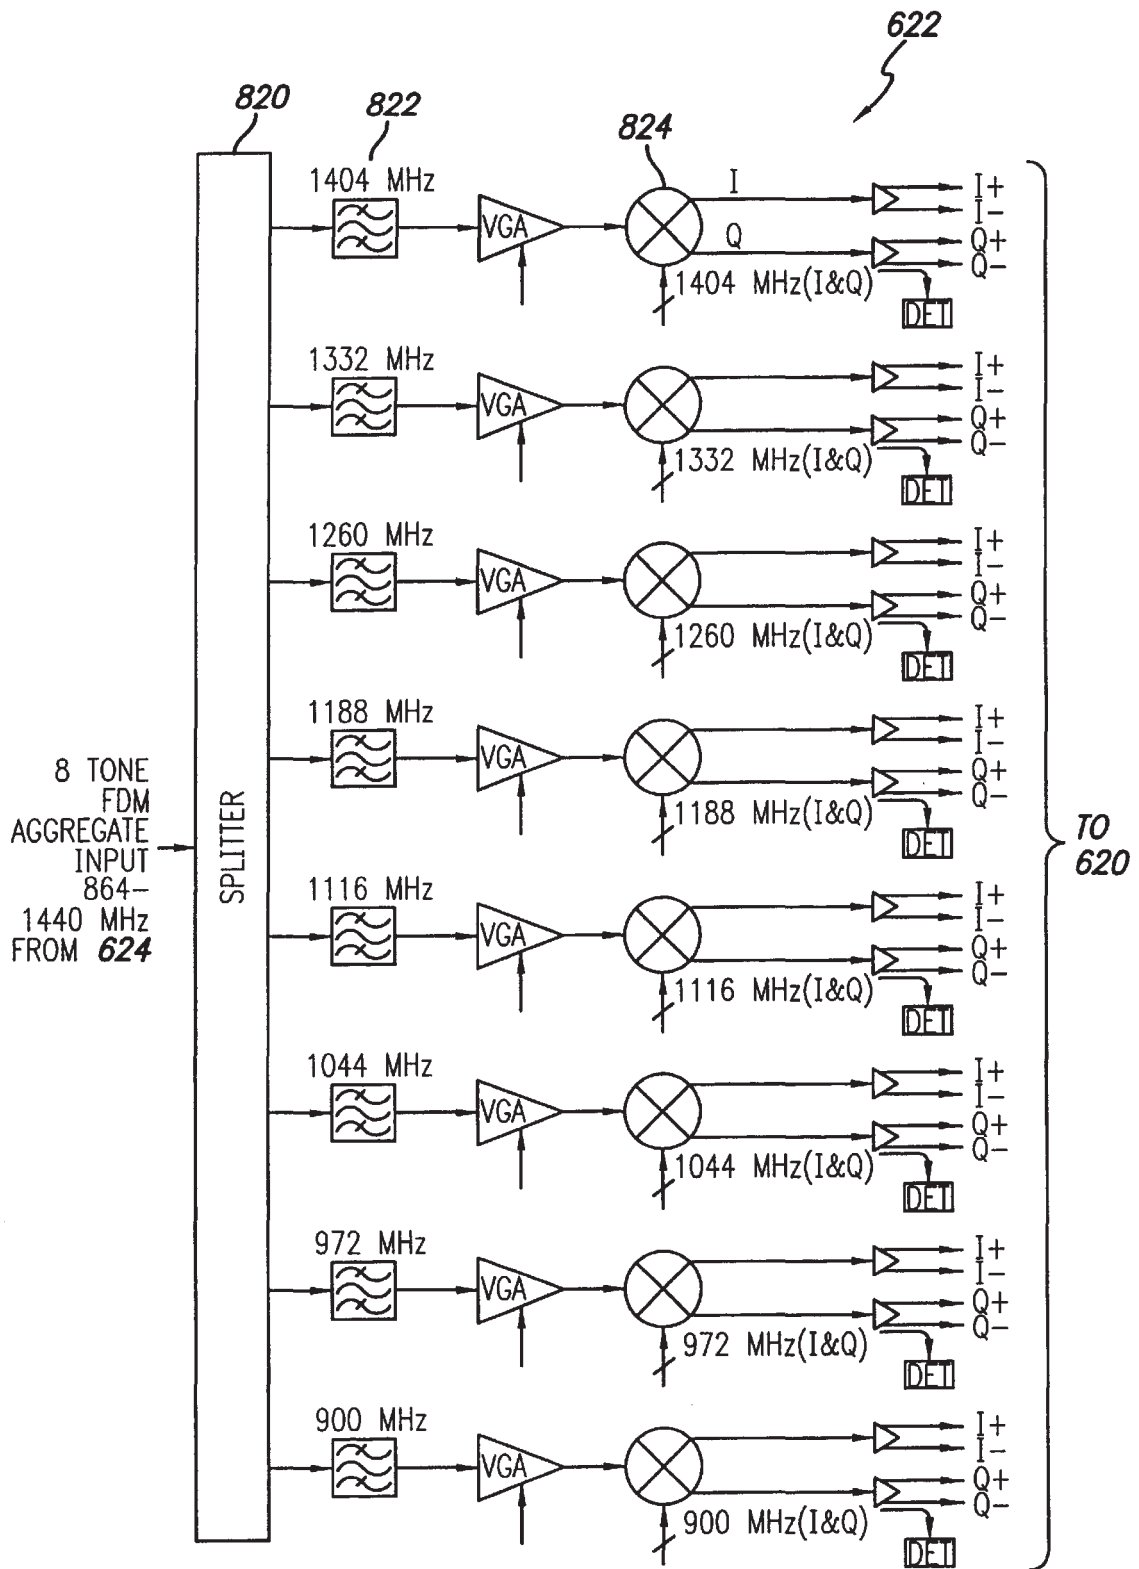 622
820
822
824
1404 MHz
VGA
I
Q
1404 MHz(I&Q)
I+
I-
Q+
Q-
DET
1332 MHz
VGA
1332 MHz(I&Q)
I+
I-
Q+
Q-
DET
1260 MHz
VGA
1260 MHz(I&Q)
I+
I-
Q+
Q-
DET
1188 MHz
VGA
1188 MHz(I&Q)
I+
I-
Q+
Q-
DET
8 TONE
FDM
AGGREGATE
INPUT
864-
1440 MHz
FROM 624
SPLITTER
TO
620
1116 MHz
VGA
1116 MHz(I&Q)
I+
I-
Q+
Q-
DET
1044 MHz
VGA
1044 MHz(I&Q)
I+
I-
Q+
Q-
DET
972 MHz
VGA
972 MHz(I&Q)
I+
I-
Q+
Q-
DET
900 MHz
VGA
900 MHz(I&Q)
I+
I-
Q+
Q-
DET